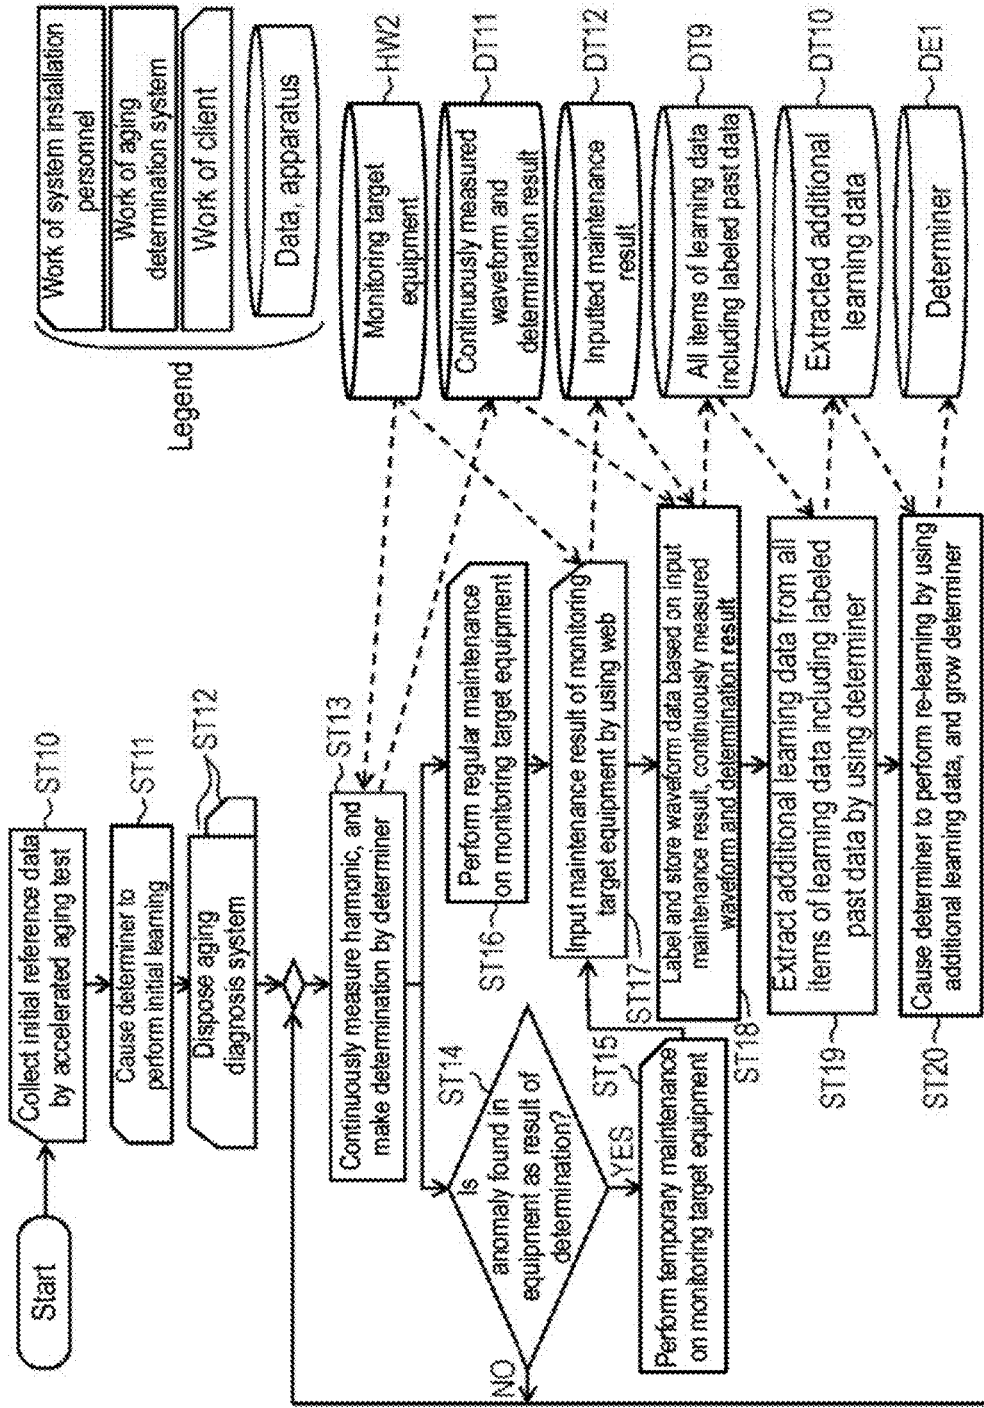 Start
Collect initial reference data
by accelerated aging test
ST10
Cause determiner to
perform initial learning
ST11
Dispose aging
diagnosis system
ST12
Continuously measure harmonic, and
make determination by determiner
ST13
Is
anomaly found in
equipment as result of
determination?
ST14
NO
YES
Perform temporary maintenance
on monitoring target equipment
ST15
Perform regular maintenance
on monitoring target equipment
ST16
Input maintenance result of monitoring
target equipment by using web
ST17
Label and store waveform data based on input
maintenance result, continuously measured
waveform and determination result
ST18
Extract additional learning data from all
items of learning data including labeled
past data by using determiner
ST19
Cause determiner to perform re-learning by using
additional learning data, and grow determiner
ST20
Legend
Work of system installation
personnel
Work of aging
determination system
Work of client
Data, apparatus
Monitoring target
equipment
HW2
Continuously measured
waveform and
determination result
DT11
Inputted maintenance
result
DT12
All items of learning data
including labeled past data
DT9
Extracted additional
learning data
DT10
Determiner
DE1